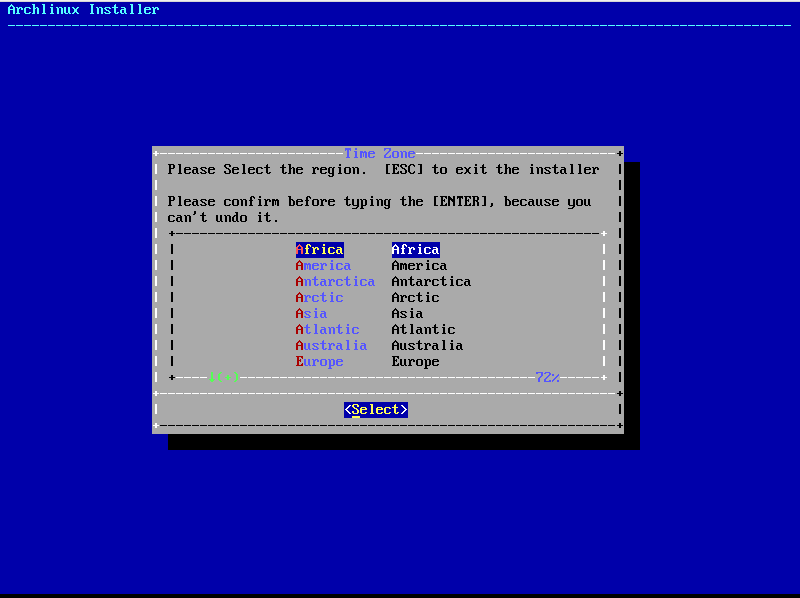 Archlinux Installer
Time Zone
Please Select the region.  [ESC] to exit the installer
Please confirm before typing the [ENTER], because you
can't undo it.
Africa Africa
America America
Antarctica Antarctica
Arctic Arctic
Asia Asia
Atlantic Atlantic
Australia Australia
Europe Europe
↓(+) 72%
<Select>